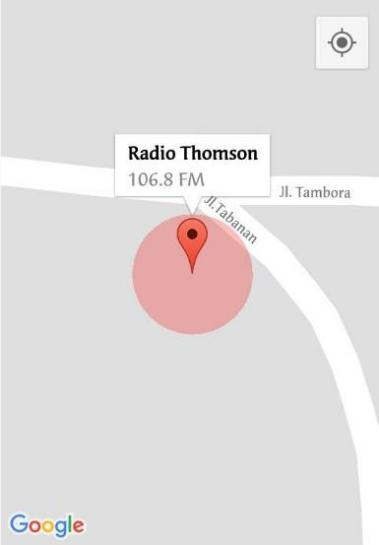 Radio Thomson
106.8 FM
Jl. Tambora
Jl.Tabanan
Google